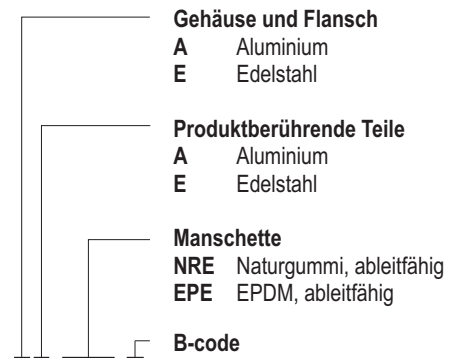 Gehäuse und Flansch
A Aluminium
E Edelstahl
Produktberührende Teile
A Aluminium
E Edelstahl
Manschette
NRE Naturgummi, ableitfähig
EPE EPDM, ableitfähig
B-code